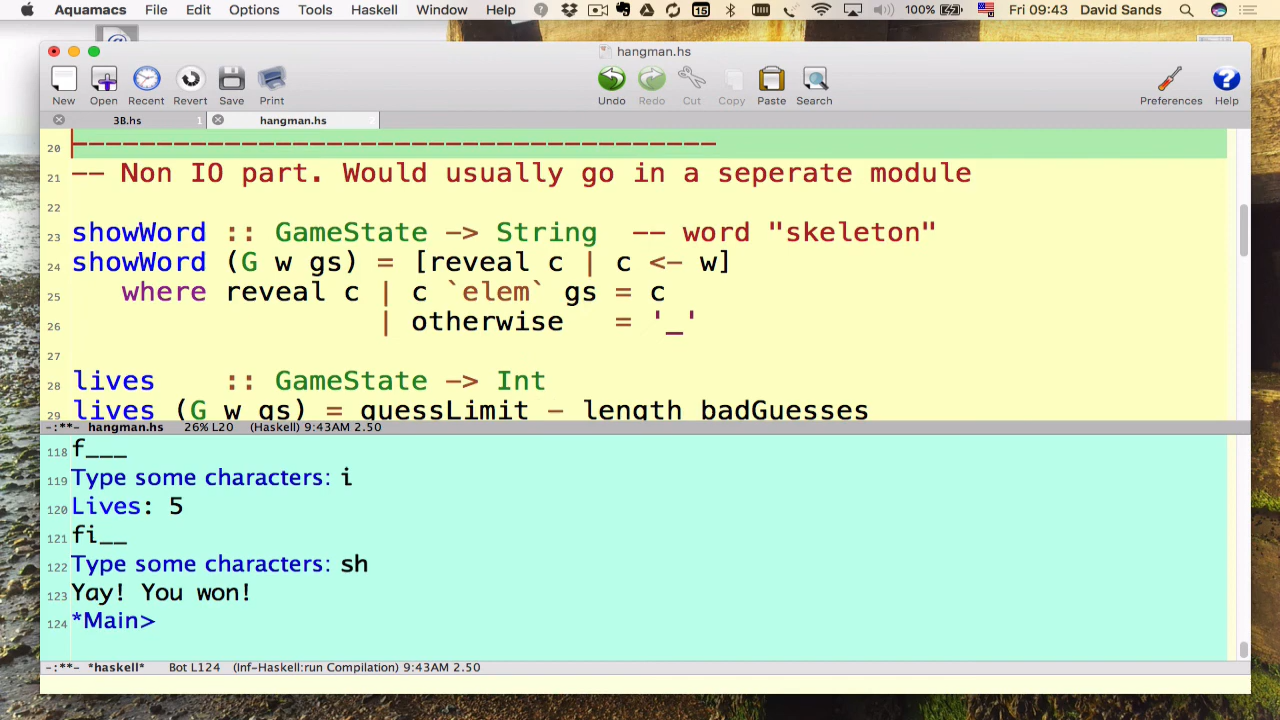 Aquamacs File Edit Options Tools Haskell Window Help 15 100% Fri 09:43 David Sands
hangman.hs
New Open Recent Revert Save Print Undo Redo Cut Copy Paste Search Preferences Help
3B.hs 1 hangman.hs 2
20 --------------------------------------
21 -- Non IO part. Would usually go in a seperate module
22
23 showWord :: GameState -> String -- word "skeleton"
24 showWord (G w gs) = [reveal c | c <- w]
25 where reveal c | c `elem` gs = c
26 | otherwise = '_'
27
28 lives :: GameState -> Int
29 lives (G w gs) = guessLimit - length badGuesses
-:**- hangman.hs 26% L20 (Haskell) 9:43AM 2.50
118 f___
119 Type some characters: i
120 Lives: 5
121 fi__
122 Type some characters: sh
123 Yay! You won!
124 *Main>
-:**- *haskell* Bot L124 (Inf-Haskell:run Compilation) 9:43AM 2.50